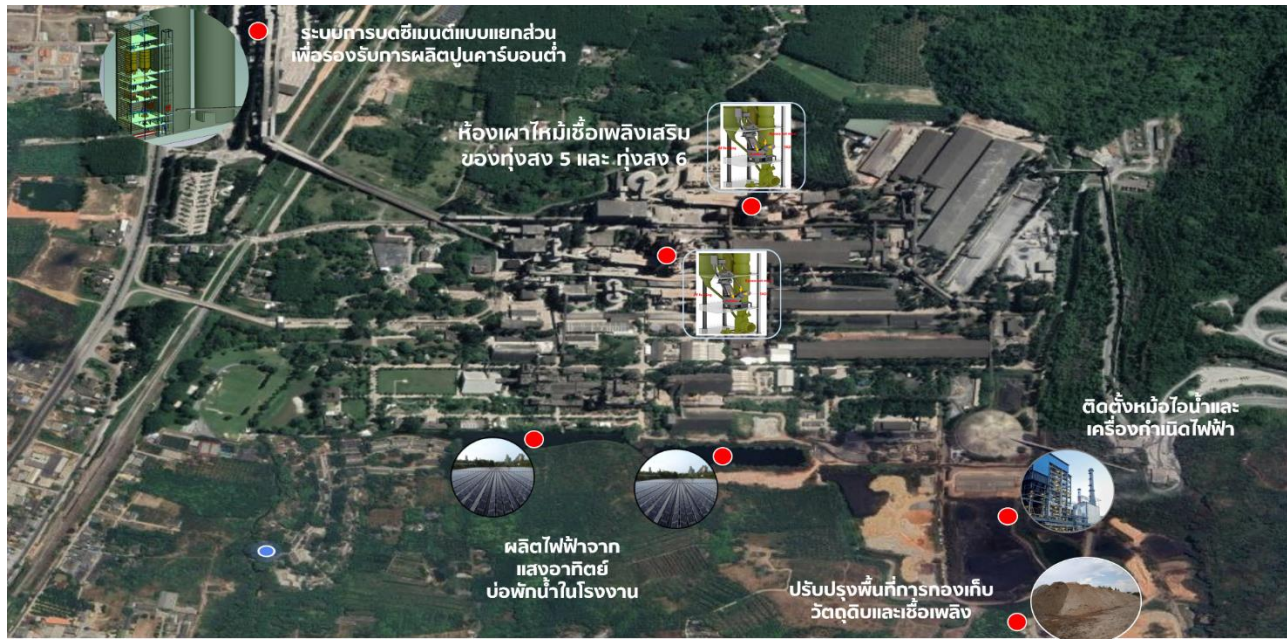 ระบบการบดซีเมนต์แบบแยกส่วน
เพื่อรองรับการผลิตปูนคาร์บอนต่ำ
ห้องเผาไหม้เชื้อเพลิงเสริม
ของทุ่งสง 5 และ ทุ่งสง 6
ติดตั้งหม้อไอน้ำและ
เครื่องกำเนิดไฟฟ้า
ผลิตไฟฟ้าจาก
แสงอาทิตย์
บ่อพักน้ำในโรงงาน
ปรับปรุงพื้นที่การกองเก็บ
วัตถุดิบและเชื้อเพลิง